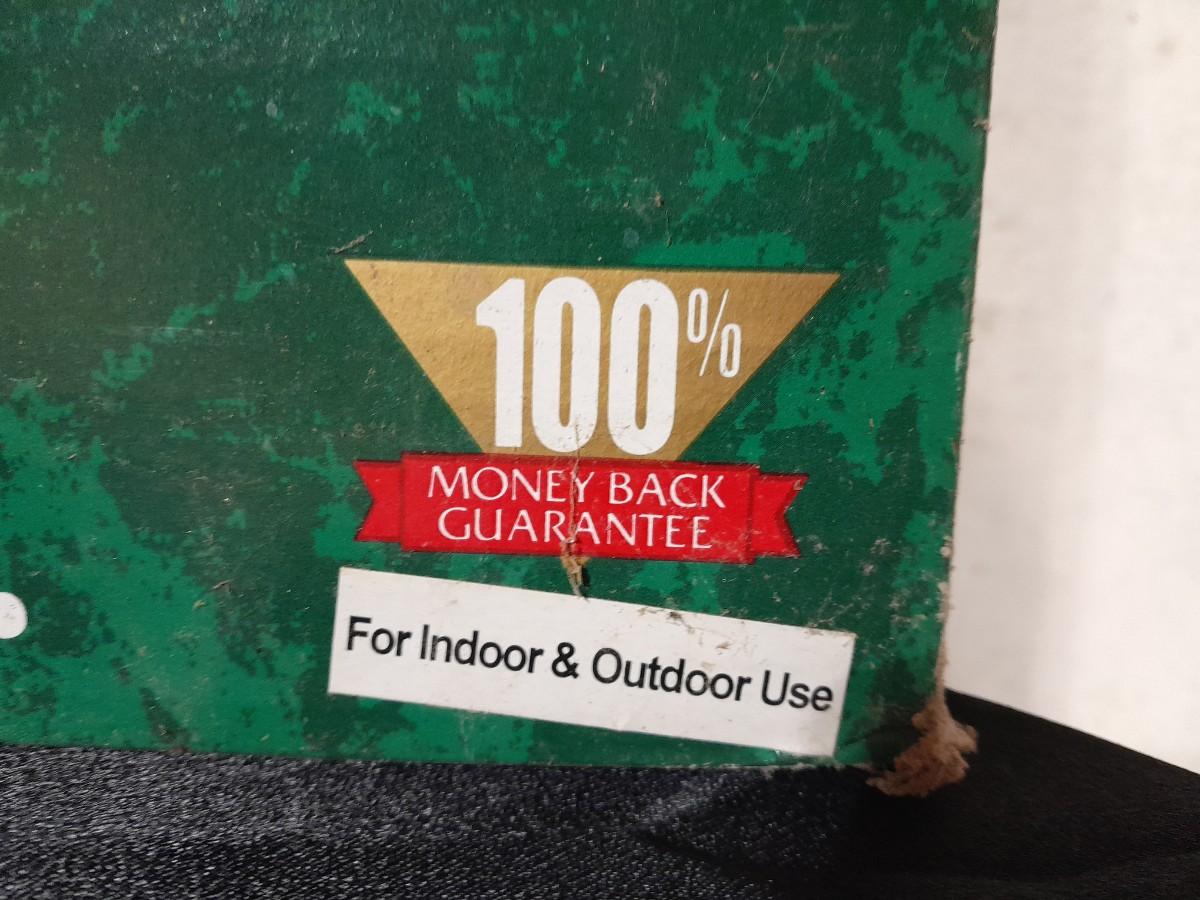 100%
MONEY BACK
GUARANTEE
For Indoor & Outdoor Use